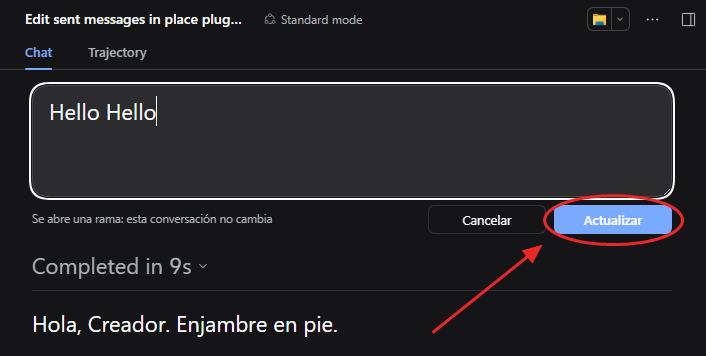 Edit sent messages in place plug...
Standard mode
Chat
Trajectory
Hello Hello
Se abre una rama: esta conversación no cambia
Cancelar
Actualizar
Completed in 9s
Hola, Creador. Enjambre en pie.